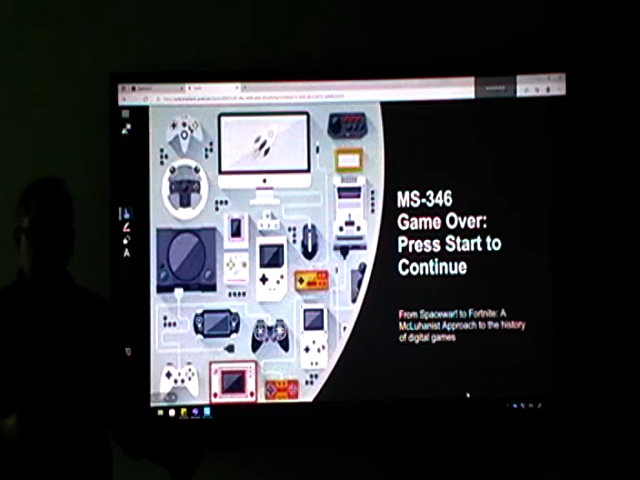 MS-346
Game Over:
Press Start to
Continue
From Spacewar! to Fortnite: A
McLuhanist Approach to the history
of digital games
A